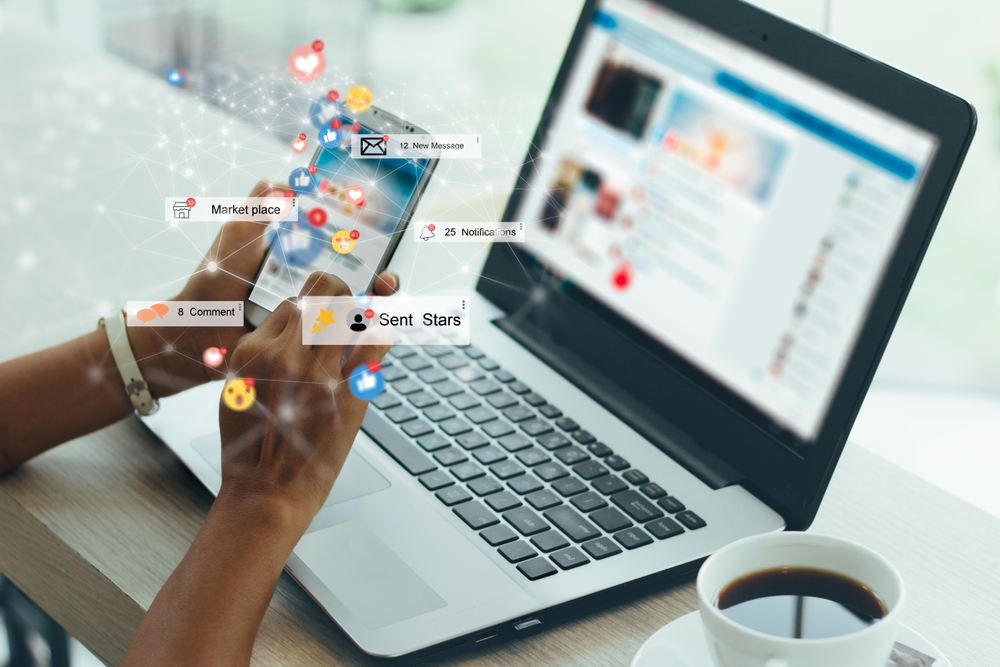 12 New Message
Market place
25 Notifications
8 Comment
Sent Stars